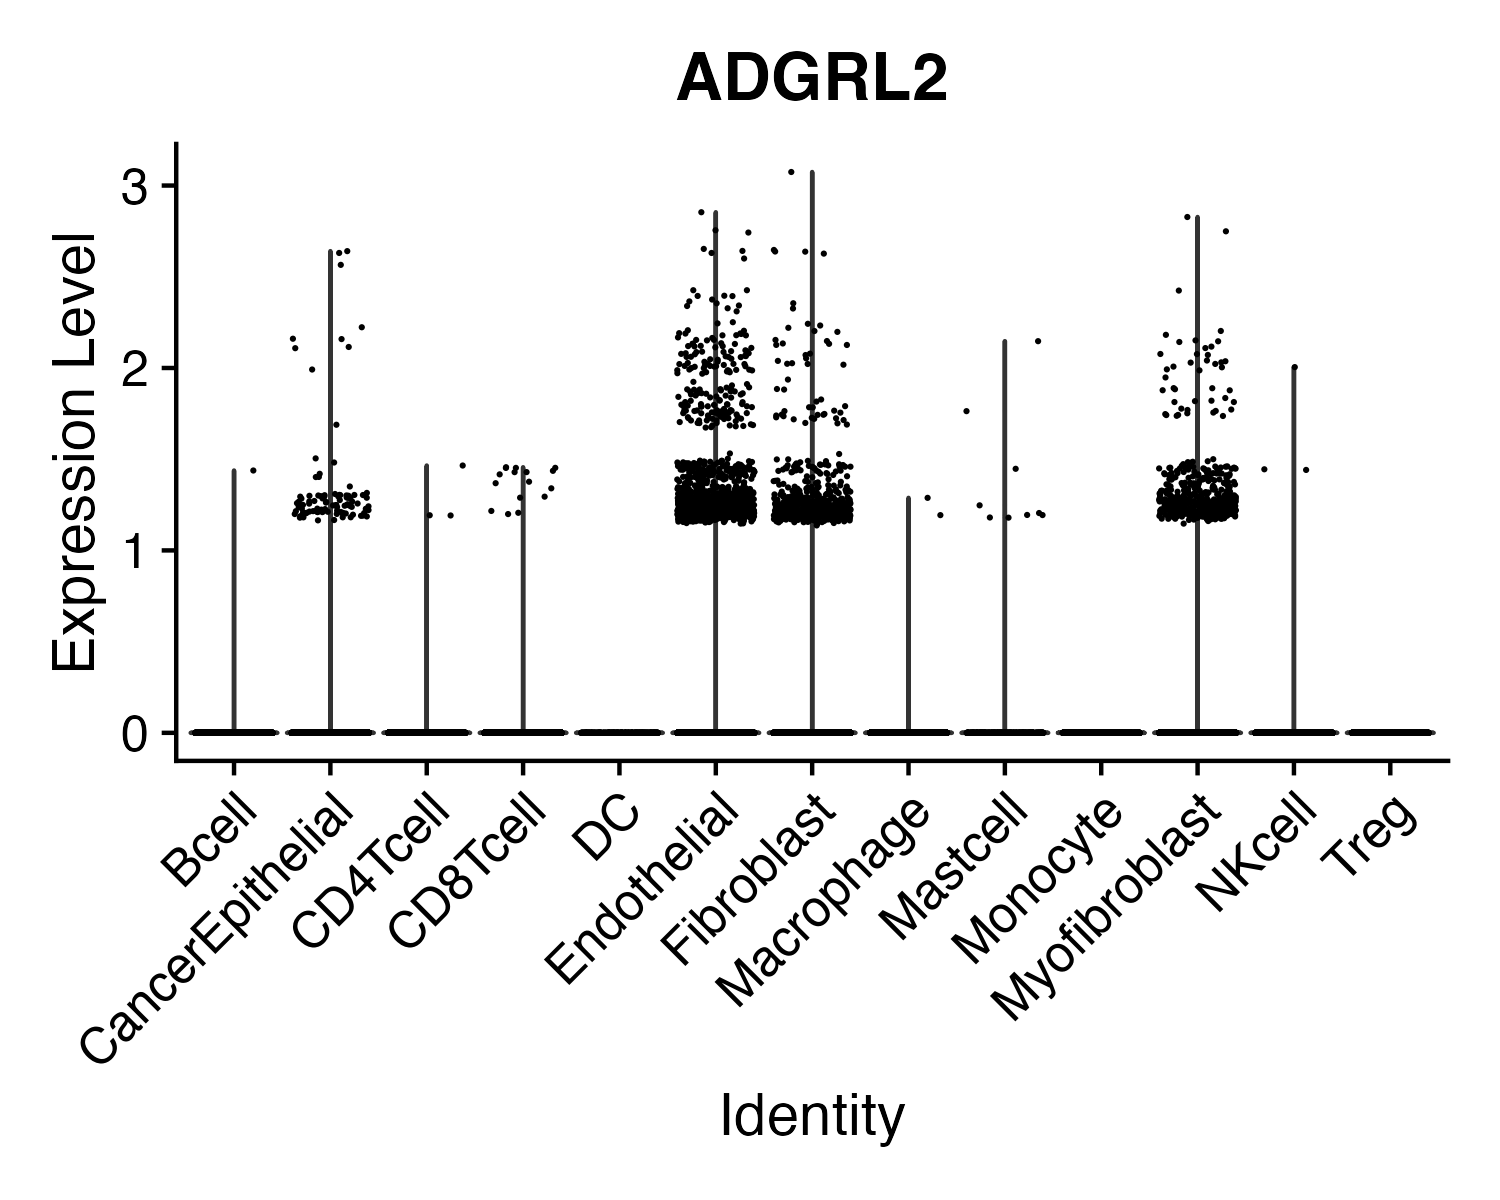 ADGRL2
Expression Level
3
2
1
0
Bcell
CancerEpithelial
CD4Tcell
CD8Tcell
DC
Endothelial
Fibroblast
Macrophage
Mastcell
Monocyte
Myofibroblast
NKcell
Treg
Identity